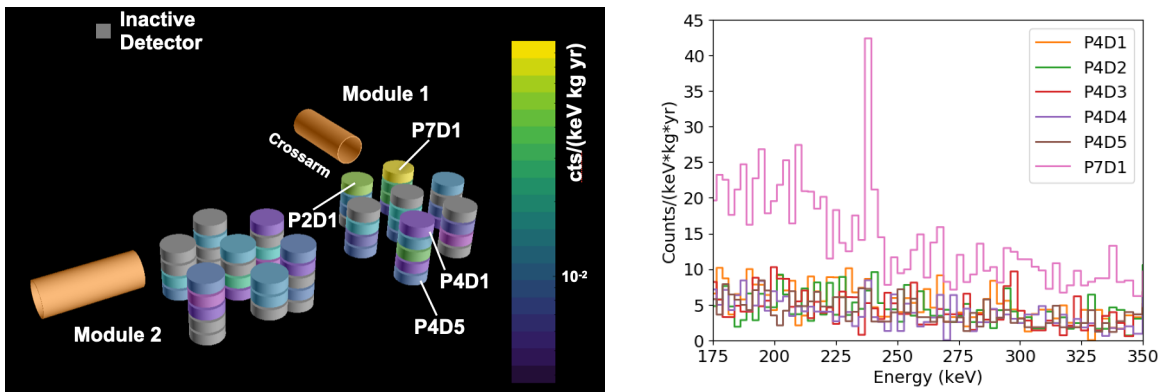 Inactive
Detector
Module 1
P7D1
Crossarm
P2D1
P4D1
P4D5
Module 2
cts/(keV kg yr)
10⁻²
45
40
35
30
25
20
15
10
5
0
Counts/(keV*kg*yr)
175 200 225 250 275 300 325 350
Energy (keV)
P4D1
P4D2
P4D3
P4D4
P4D5
P7D1